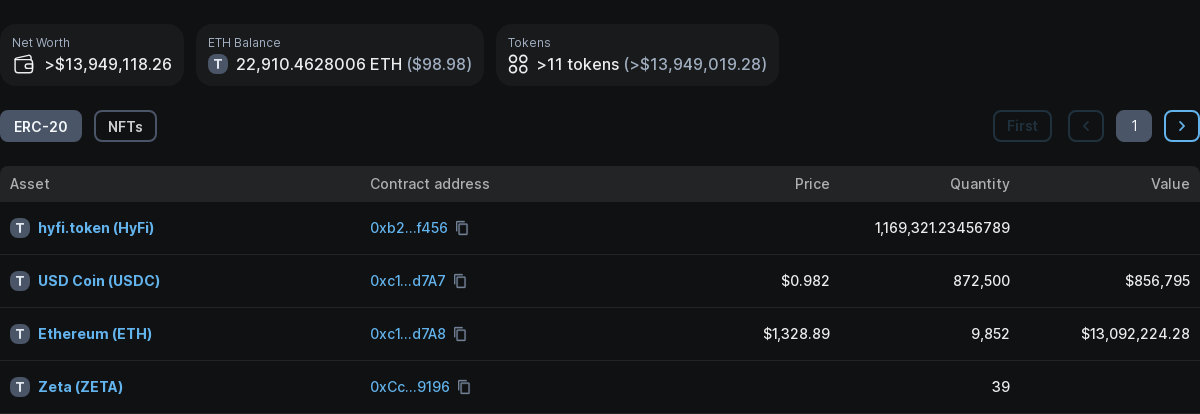 Net Worth
>$13,949,118.26
ETH Balance
T 22,910.4628006 ETH ($98.98)
Tokens
>11 tokens (>$13,949,019.28)
ERC-20 NFTs First 1
Asset Contract address Price Quantity Value
T hyfi.token (HyFi) 0xb2...f456 1,169,321.23456789
T USD Coin (USDC) 0xc1...d7A7 $0.982 872,500 $856,795
T Ethereum (ETH) 0xc1...d7A8 $1,328.89 9,852 $13,092,224.28
T Zeta (ZETA) 0xCc...9196 39